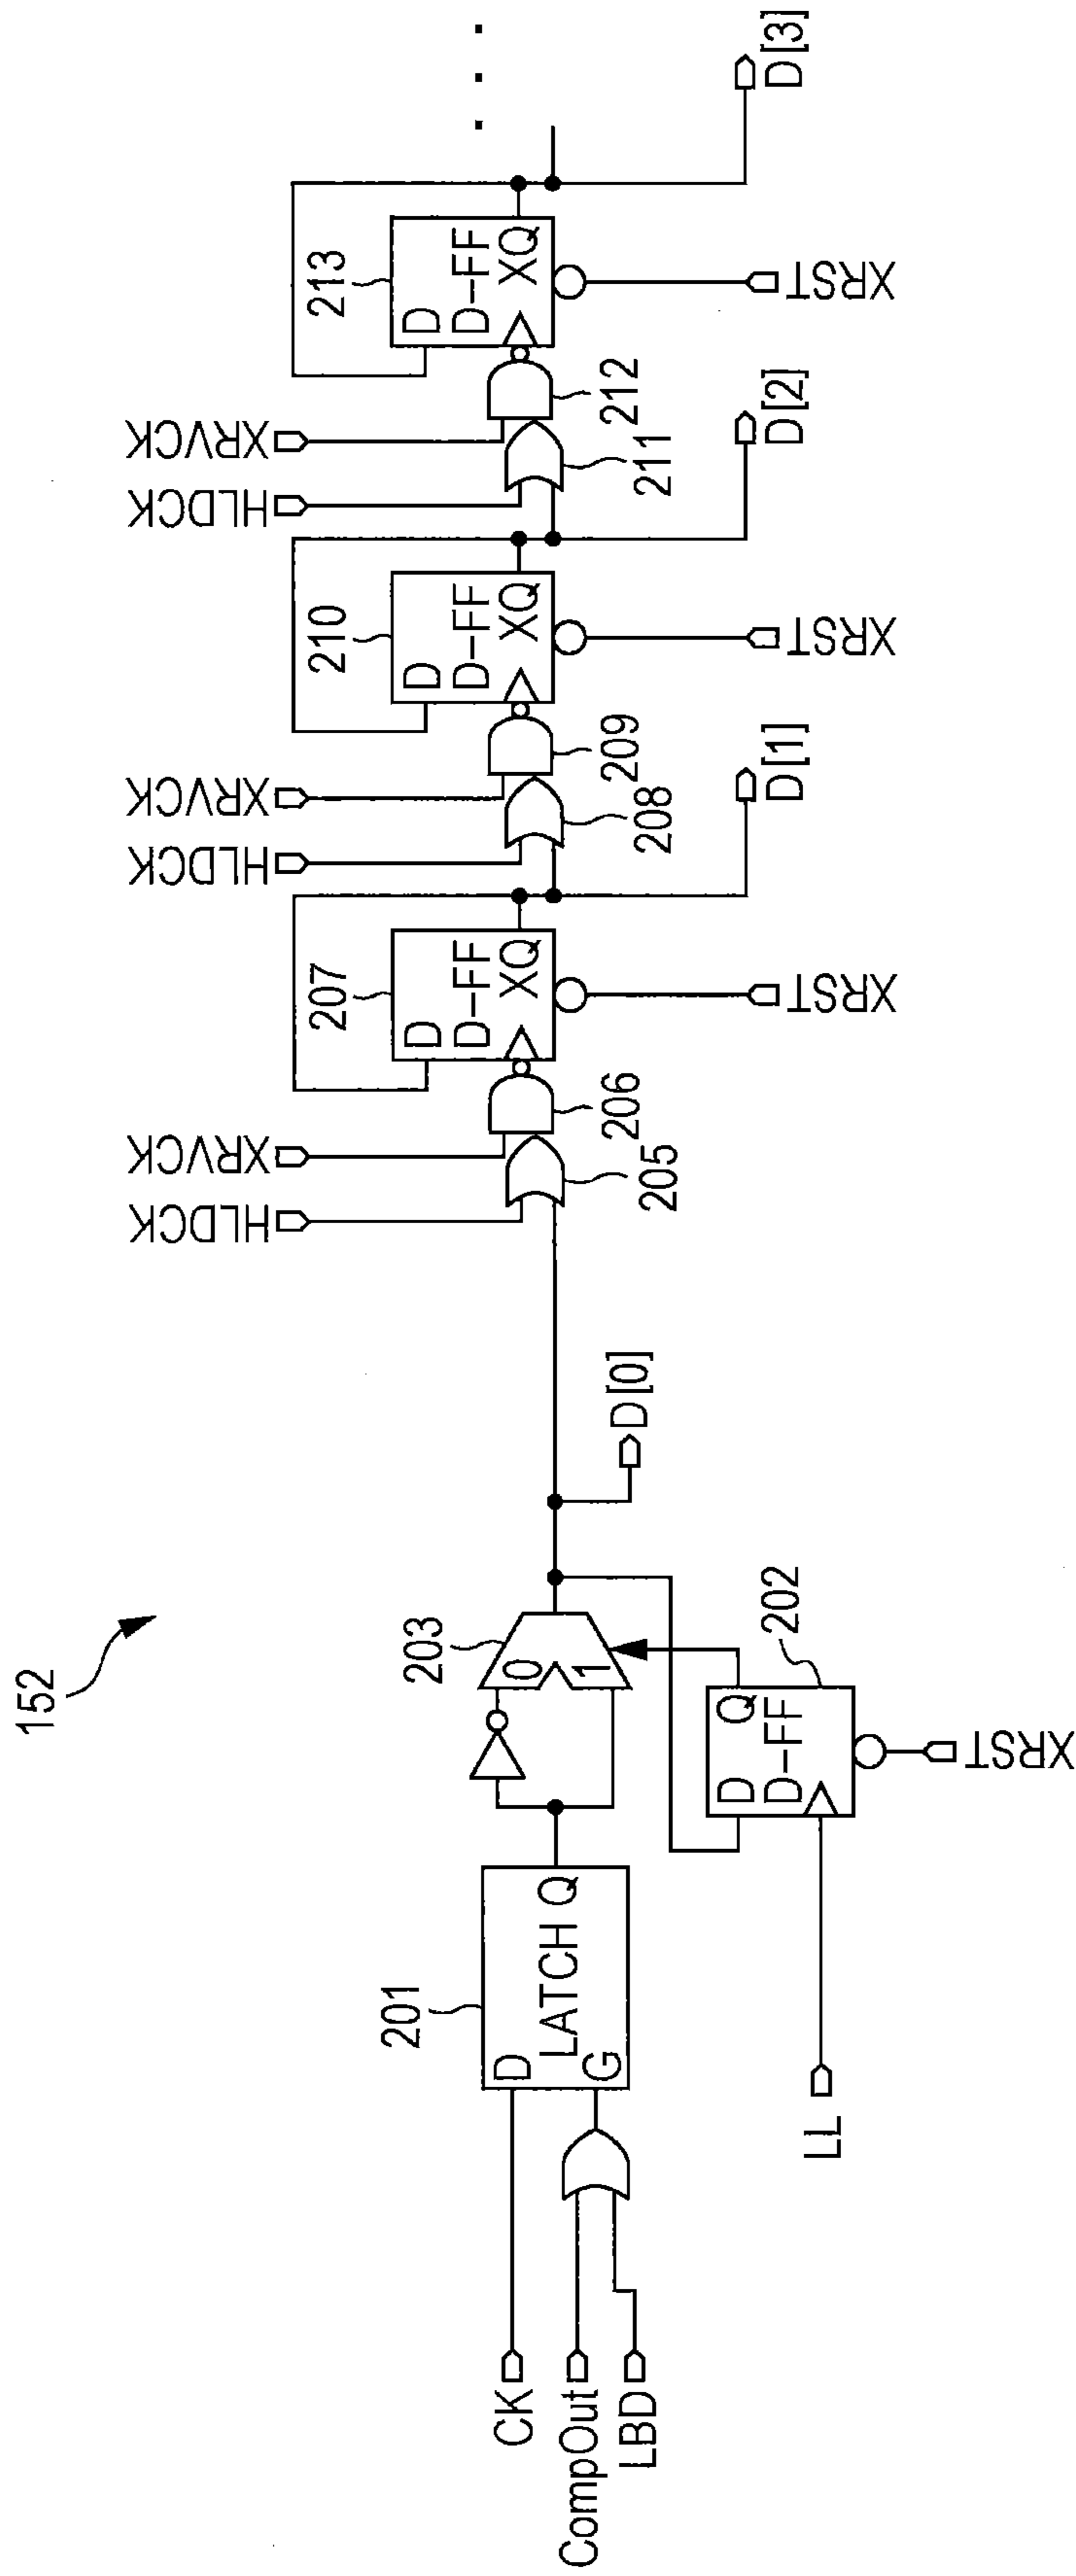 152
CK
CompOut
LBD
201
D
LATCH Q
G
203
0
1
LL
202
D
Q
D-FF
XRST
D[0]
HLDCK
XRVCK
205
206
207
D
D-FF
XQ
XRST
D[1]
HLDCK
XRVCK
208
209
210
D
D-FF
XQ
XRST
D[2]
HLDCK
XRVCK
211
212
213
D
D-FF
XQ
XRST
D[3]
. . .